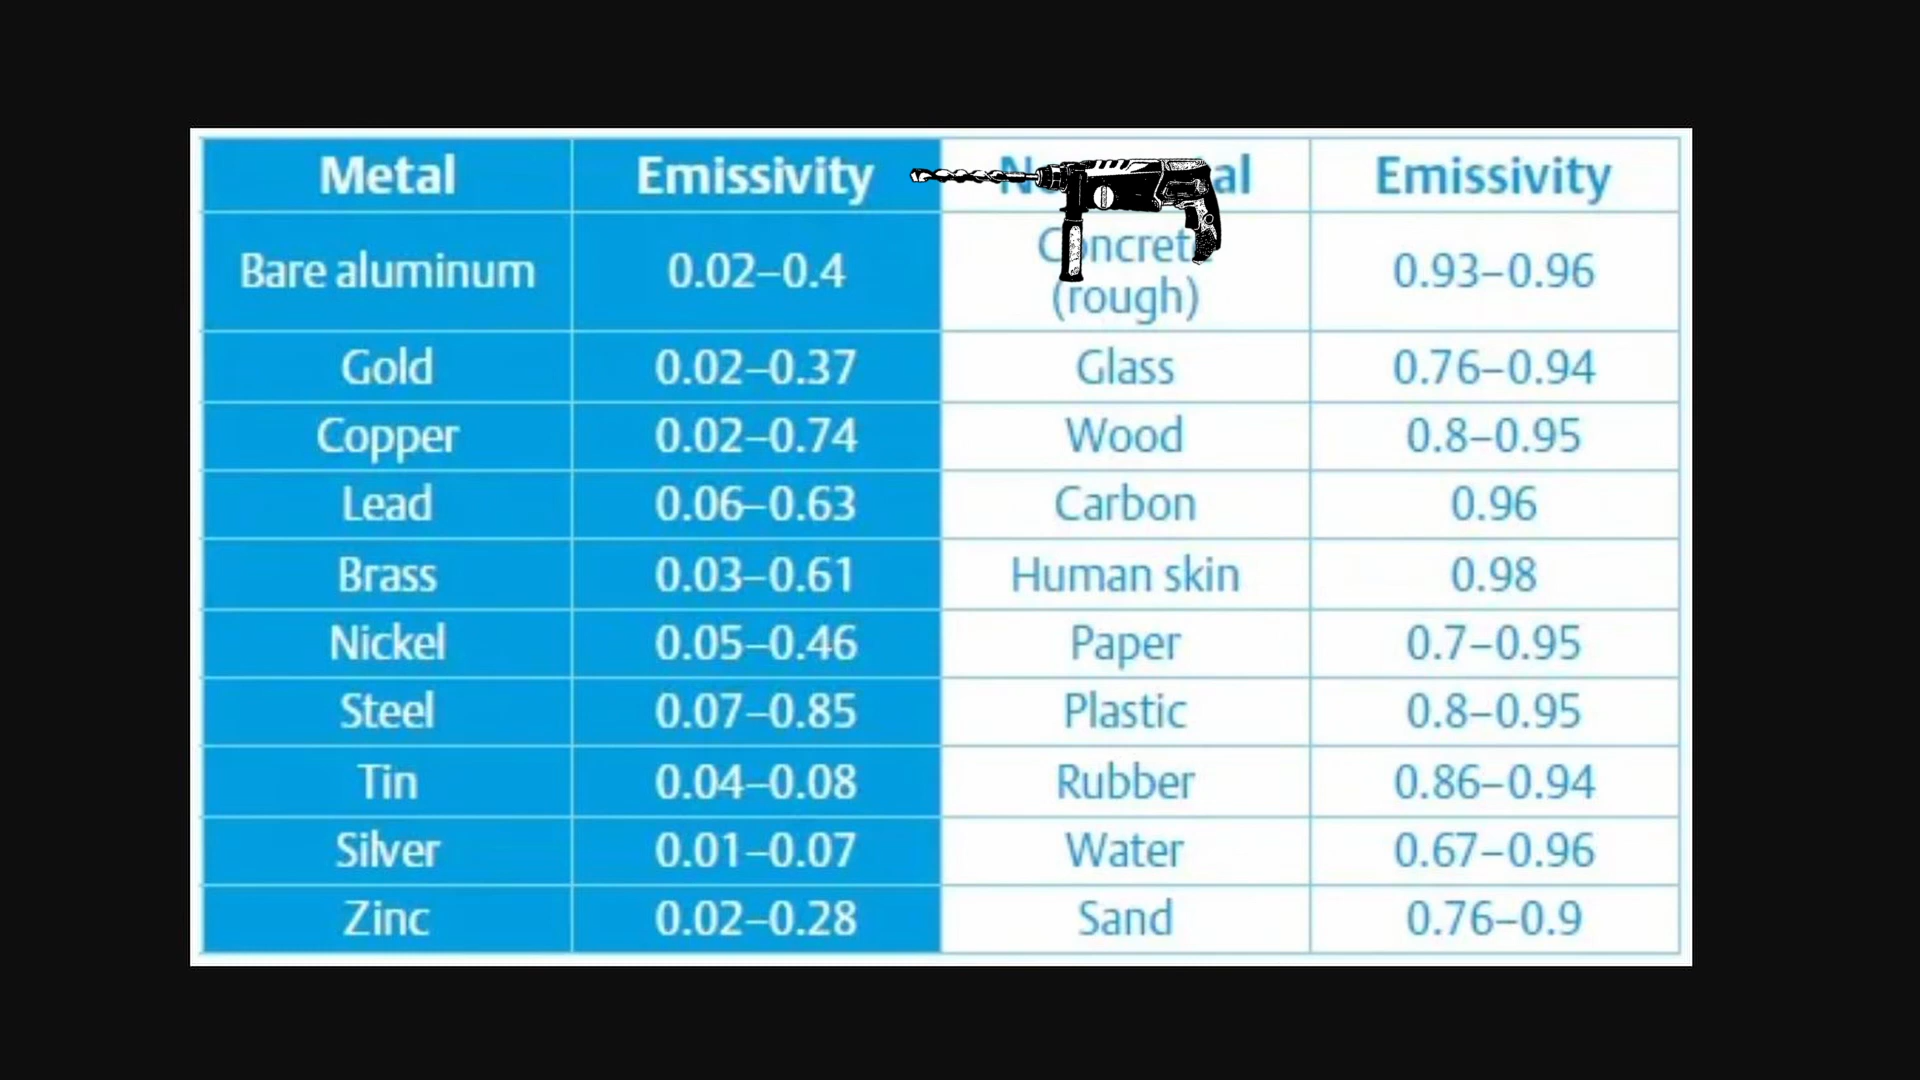 Metal Emissivity Emissivity
Bare aluminum 0.02–0.4 Concrete
(rough) 0.93–0.96
Gold 0.02–0.37 Glass 0.76–0.94
Copper 0.02–0.74 Wood 0.8–0.95
Lead 0.06–0.63 Carbon 0.96
Brass 0.03–0.61 Human skin 0.98
Nickel 0.05–0.46 Paper 0.7–0.95
Steel 0.07–0.85 Plastic 0.8–0.95
Tin 0.04–0.08 Rubber 0.86–0.94
Silver 0.01–0.07 Water 0.67–0.96
Zinc 0.02–0.28 Sand 0.76–0.9